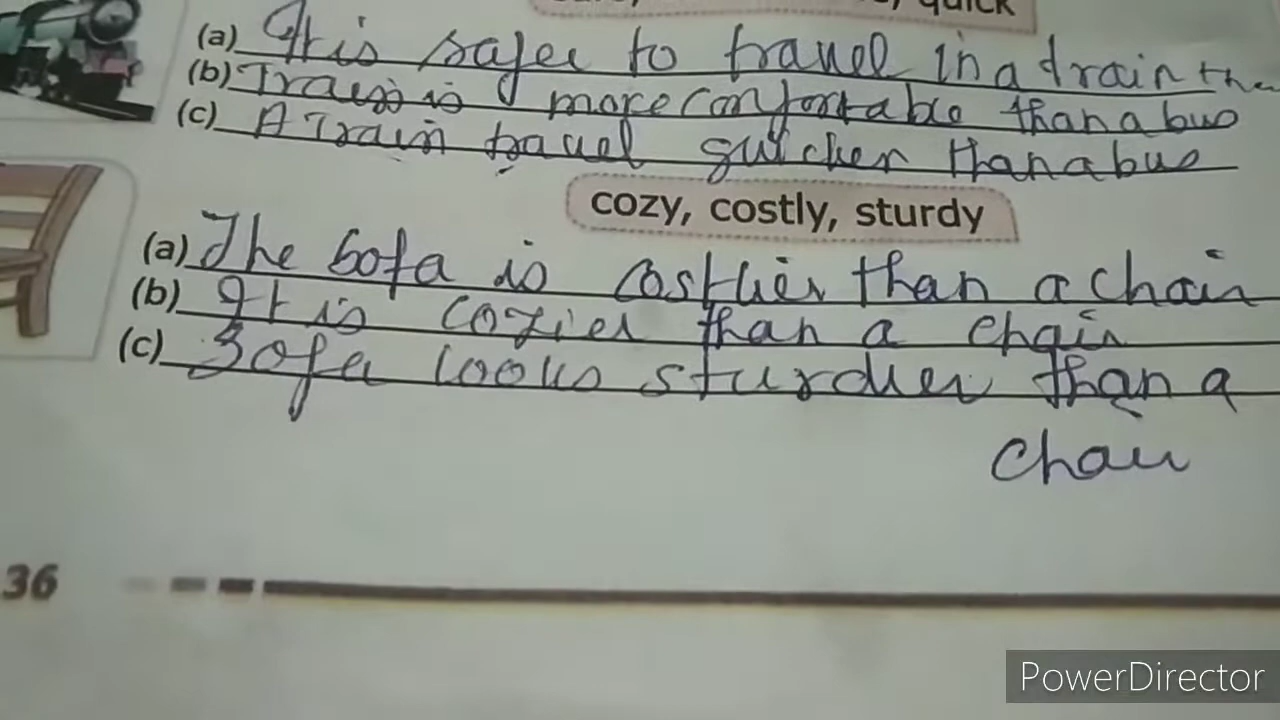 quick
(a) It is safer to travel in a train than
(b) Train is more comfortable than a bus
(c) A Train travel quicker than a bus
cozy, costly, sturdy
(a) The Sofa is costlier than a chair
(b) It is cozier than a chair
(c) Sofa looks sturdier than a
chair
36
PowerDirector